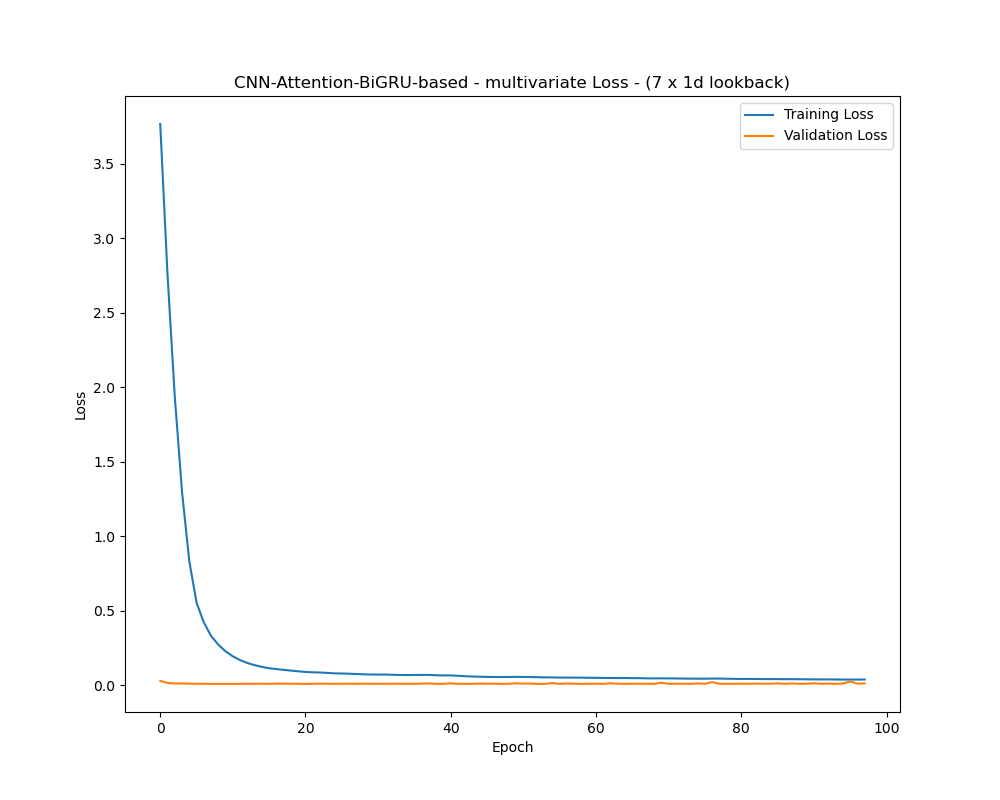 CNN-Attention-BiGRU-based - multivariate Loss - (7 x 1d lookback)
Training Loss
Validation Loss
3.5
3.0
2.5
2.0
1.5
1.0
0.5
0.0
Loss
0 20 40 60 80 100
Epoch